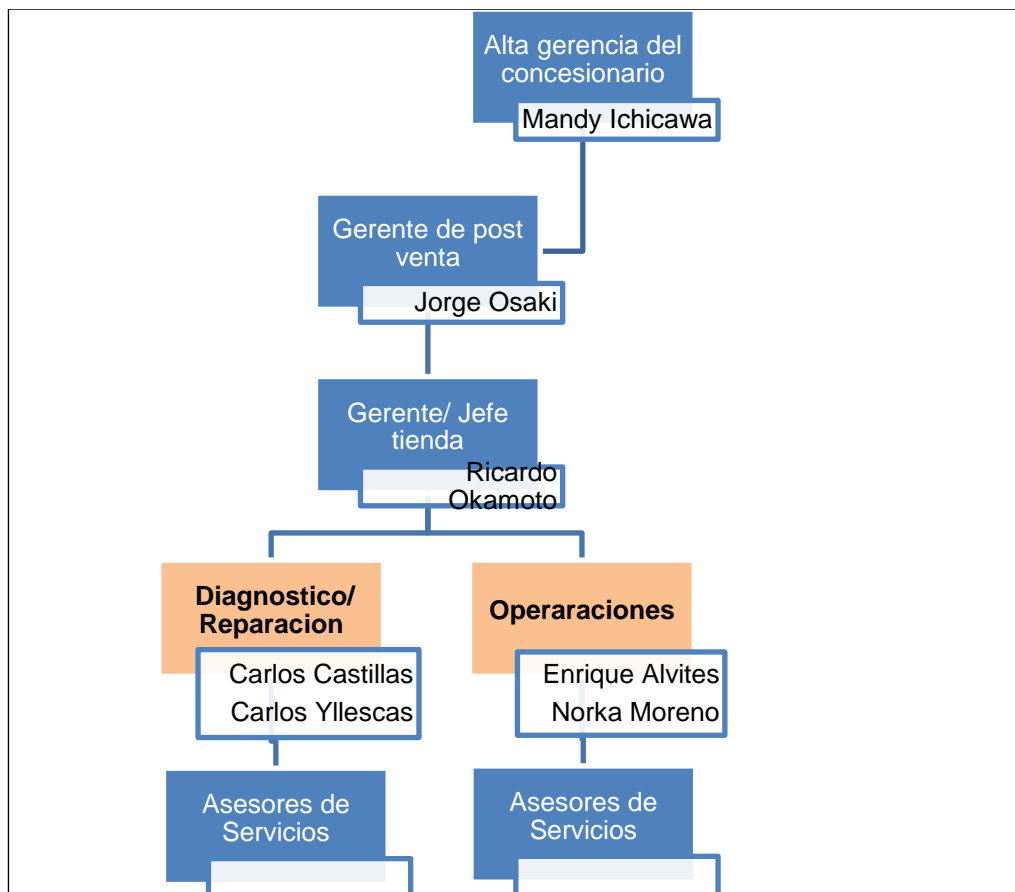 Alta gerencia del
concesionario
Mandy Ichicawa
Gerente de post
venta
Jorge Osaki
Gerente/ Jefe
tienda
Ricardo
Okamoto
Diagnostico/
Reparacion
Carlos Castillas
Carlos Yllescas
Operaraciones
Enrique Alvites
Norka Moreno
Asesores de
Servicios
Asesores de
Servicios